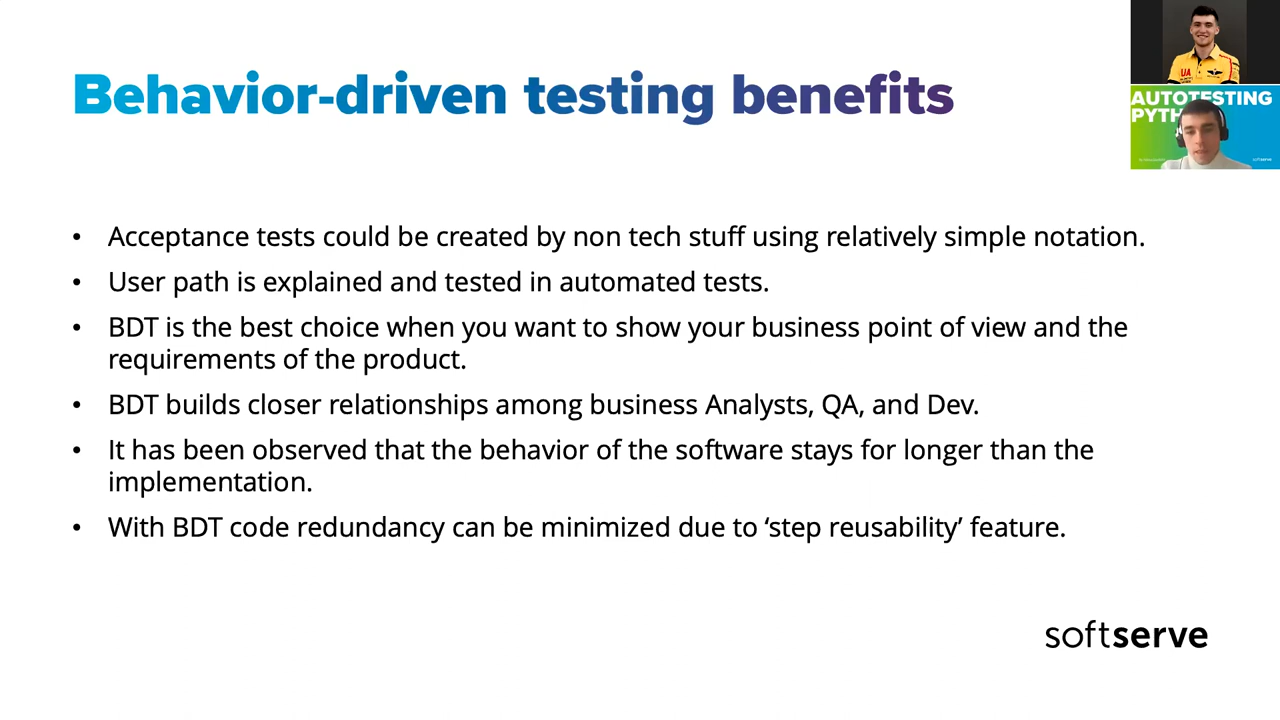 Behavior-driven testing benefits
• Acceptance tests could be created by non tech stuff using relatively simple notation.
• User path is explained and tested in automated tests.
• BDT is the best choice when you want to show your business point of view and the
requirements of the product.
• BDT builds closer relationships among business Analysts, QA, and Dev.
• It has been observed that the behavior of the software stays for longer than the
implementation.
• With BDT code redundancy can be minimized due to ‘step reusability’ feature.
softserve
UA
AUTOTESTING
PYTH
softserve